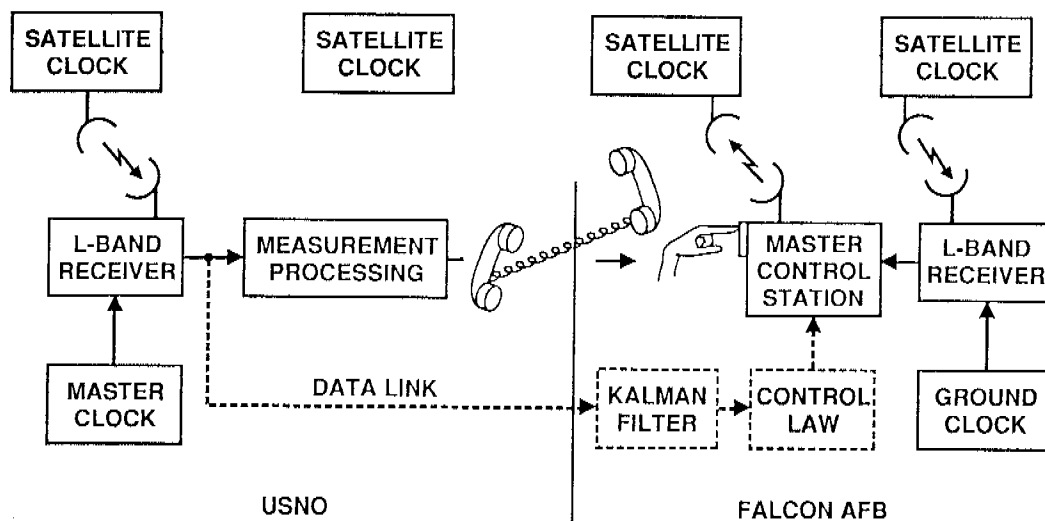 SATELLITE
CLOCK
SATELLITE
CLOCK
SATELLITE
CLOCK
SATELLITE
CLOCK
L-BAND
RECEIVER
MEASUREMENT
PROCESSING
MASTER
CONTROL
STATION
L-BAND
RECEIVER
MASTER
CLOCK
DATA LINK
KALMAN
FILTER
CONTROL
LAW
GROUND
CLOCK
USNO
FALCON AFB